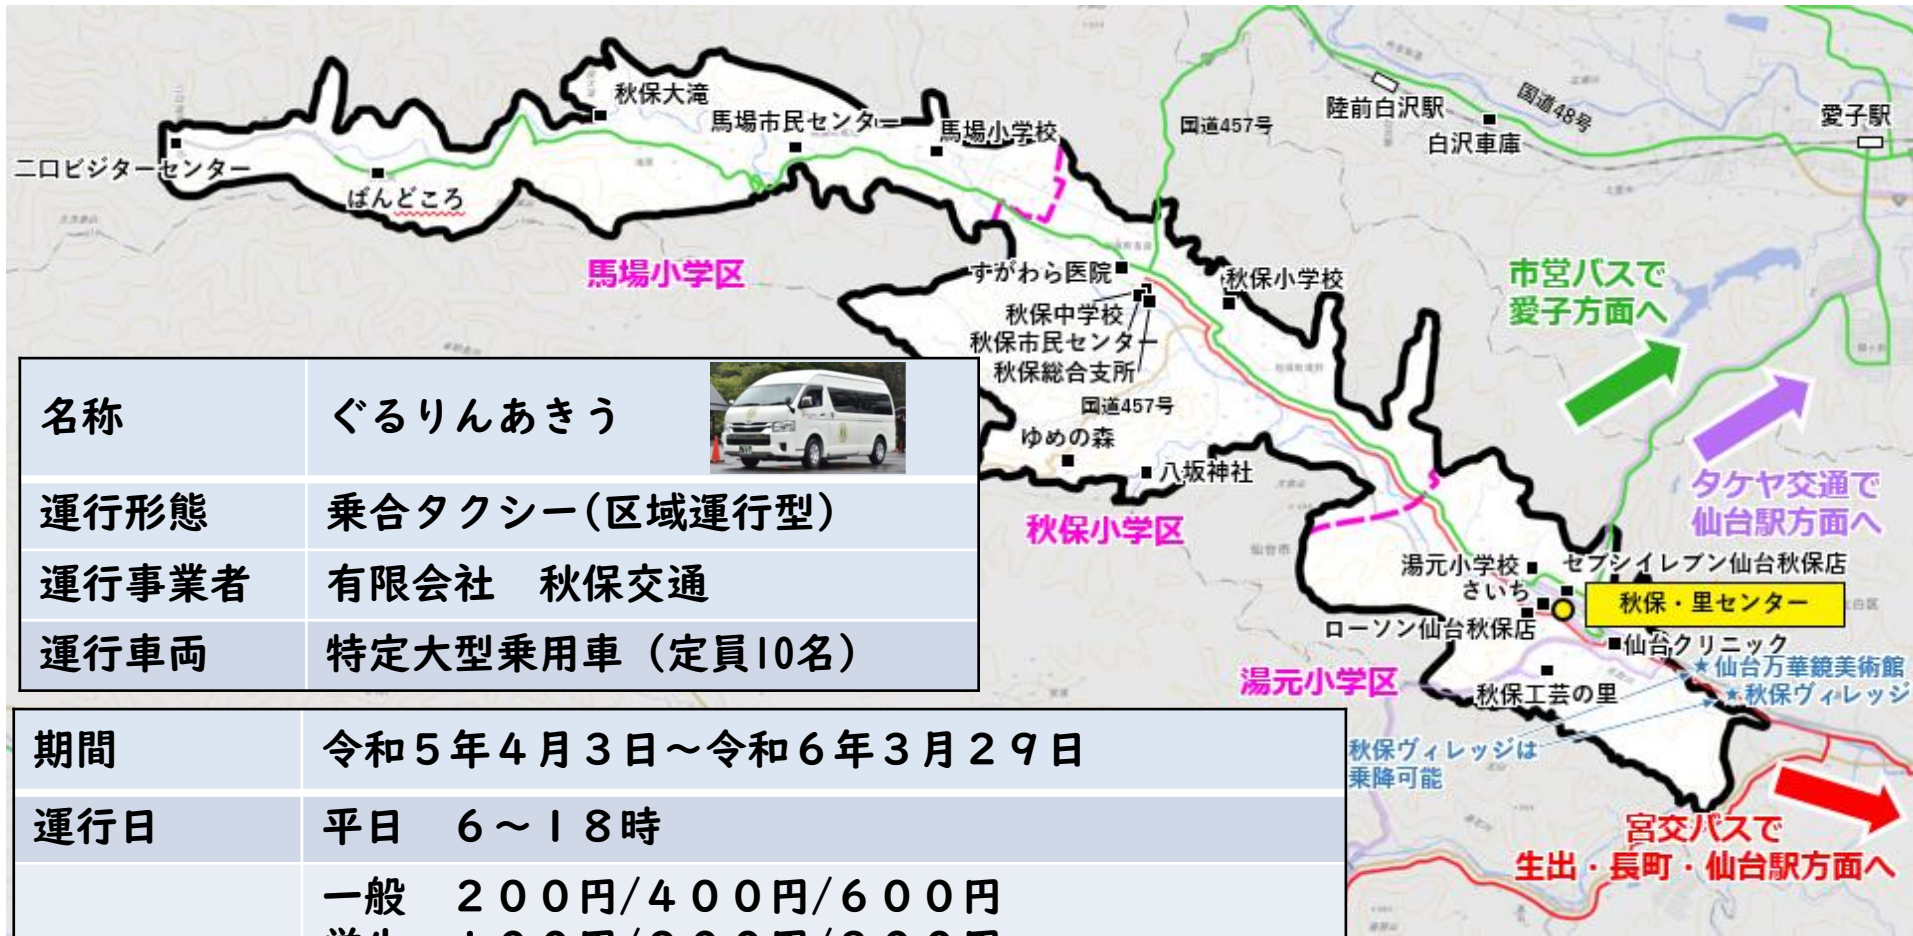 秋保大滝
馬場市民センター
馬場小学校
国道457号
陸前白沢駅
国道48号
愛子駅
白沢車庫
二口ビジターセンター
ばんどころ
馬場小学区
すがわら医院
秋保小学校
市営バスで
愛子方面へ
秋保中学校
秋保市民センター
秋保総合支所
国道457号
ゆめの森
八坂神社
秋保小学区
タケヤ交通で
仙台駅方面へ
名称 ぐるりんあきう
運行形態 乗合タクシー(区域運行型)
運行事業者 有限会社 秋保交通
運行車両 特定大型乗用車(定員10名)
仙台市
湯元小学校
セブンイレブン仙台秋保店
さいち
秋保・里センター
太白区
ローソン仙台秋保店
仙台クリニック
★仙台万華鏡美術館
湯元小学区
秋保工芸の里
★秋保ヴィレッジ
秋保ヴィレッジは
乗降可能
宮交バスで
生出・長町・仙台駅方面へ
期間 令和5年4月3日~令和6年3月29日
運行日 平日 6~18時
一般 200円/400円/600円